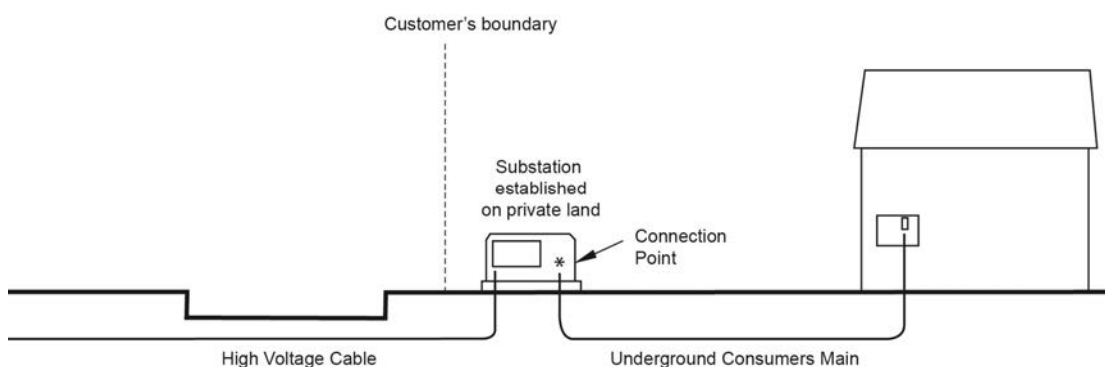 Customer’s boundary
Substation
established
on private land
Connection
Point
*
High Voltage Cable
Underground Consumers Main